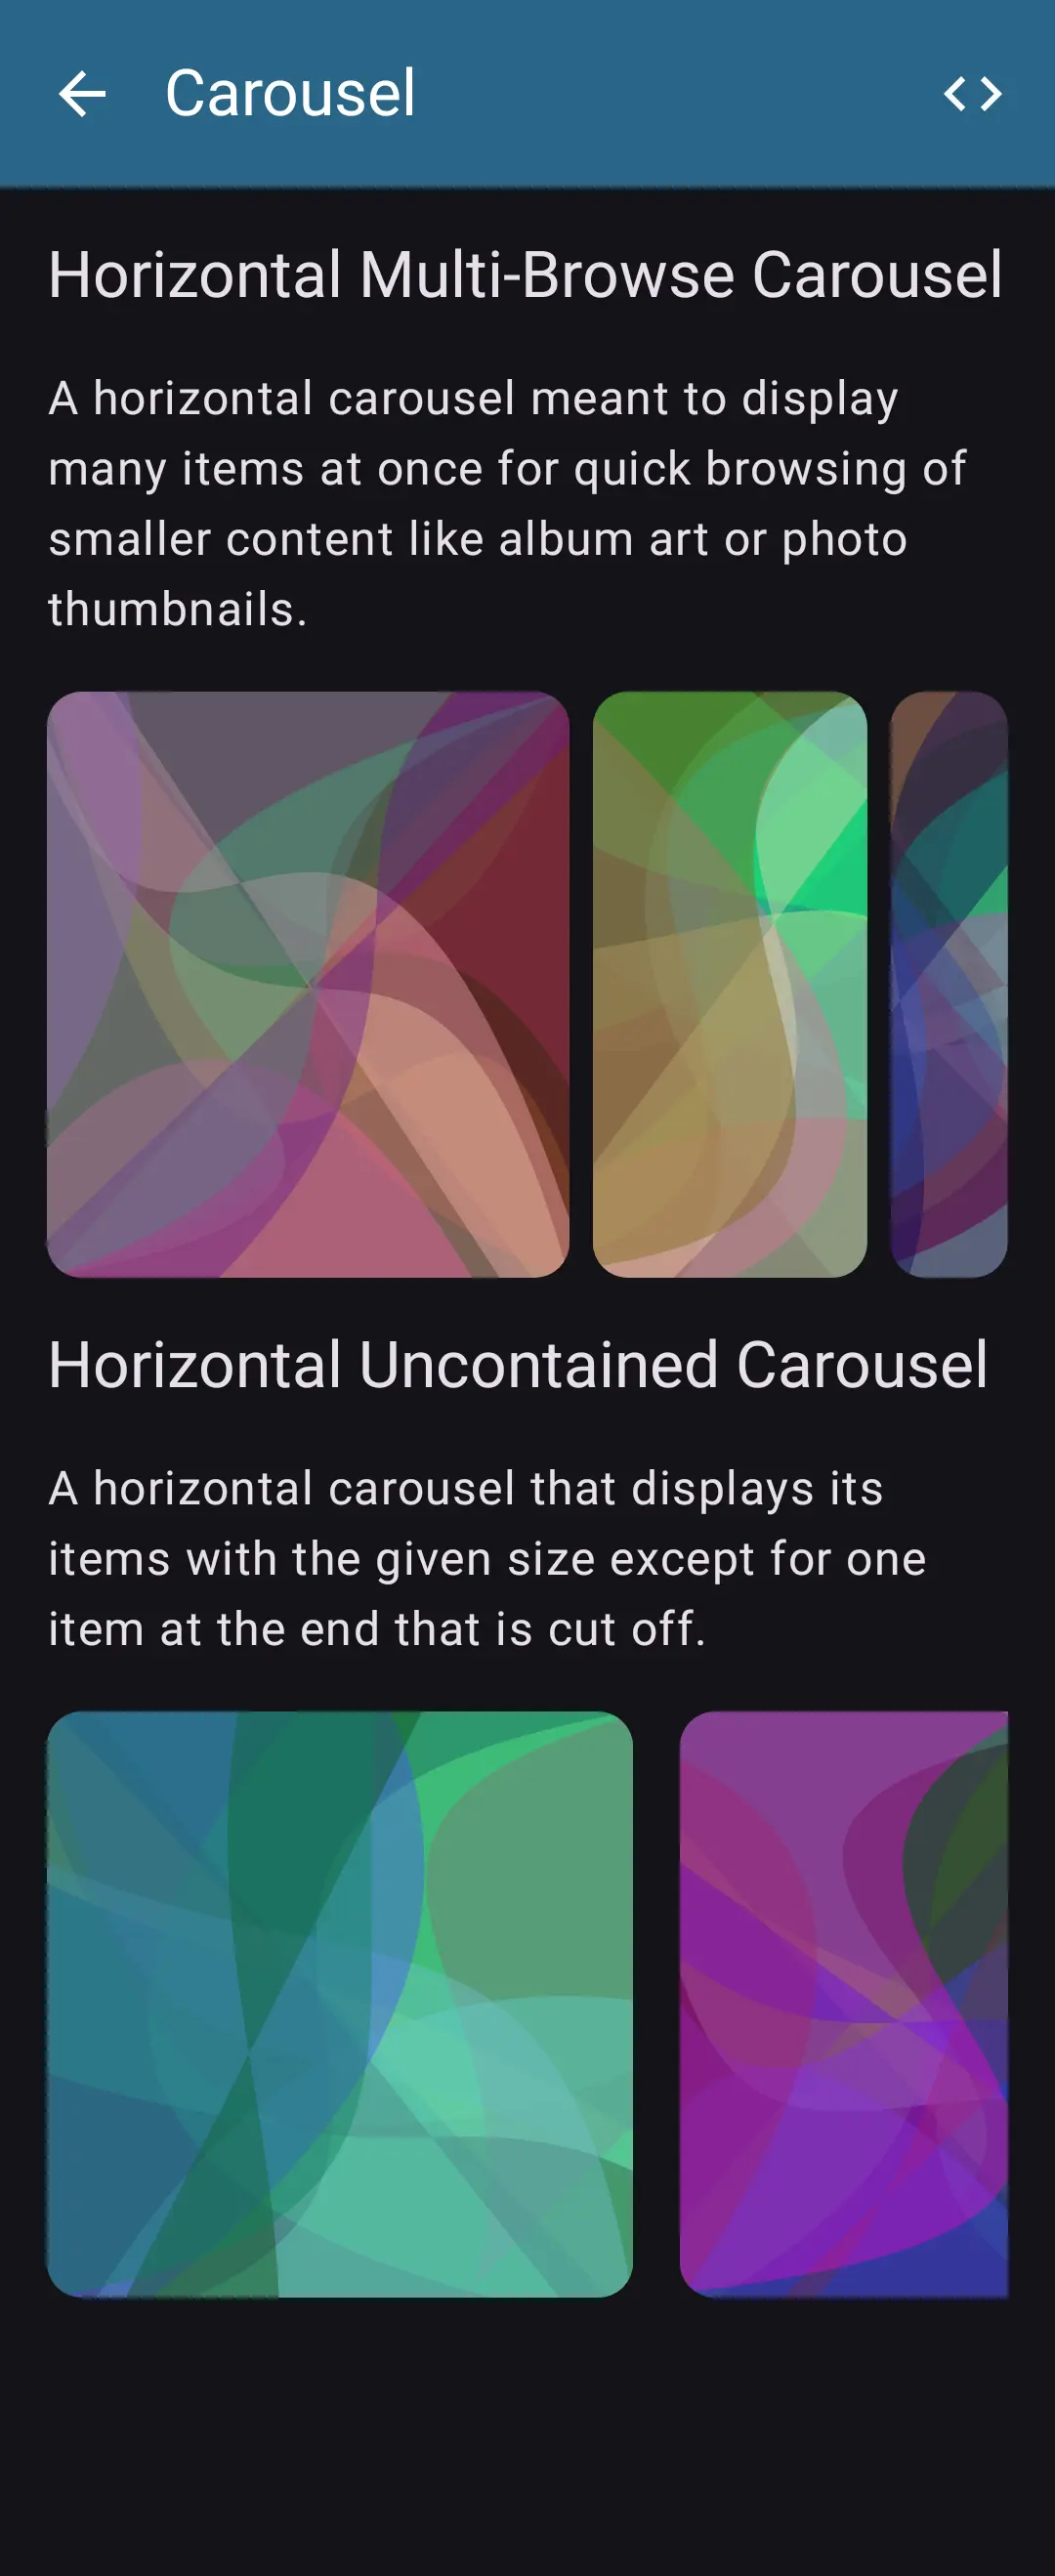 Carousel
Horizontal Multi-Browse Carousel
A horizontal carousel meant to display
many items at once for quick browsing of
smaller content like album art or photo
thumbnails.
Horizontal Uncontained Carousel
A horizontal carousel that displays its
items with the given size except for one
item at the end that is cut off.